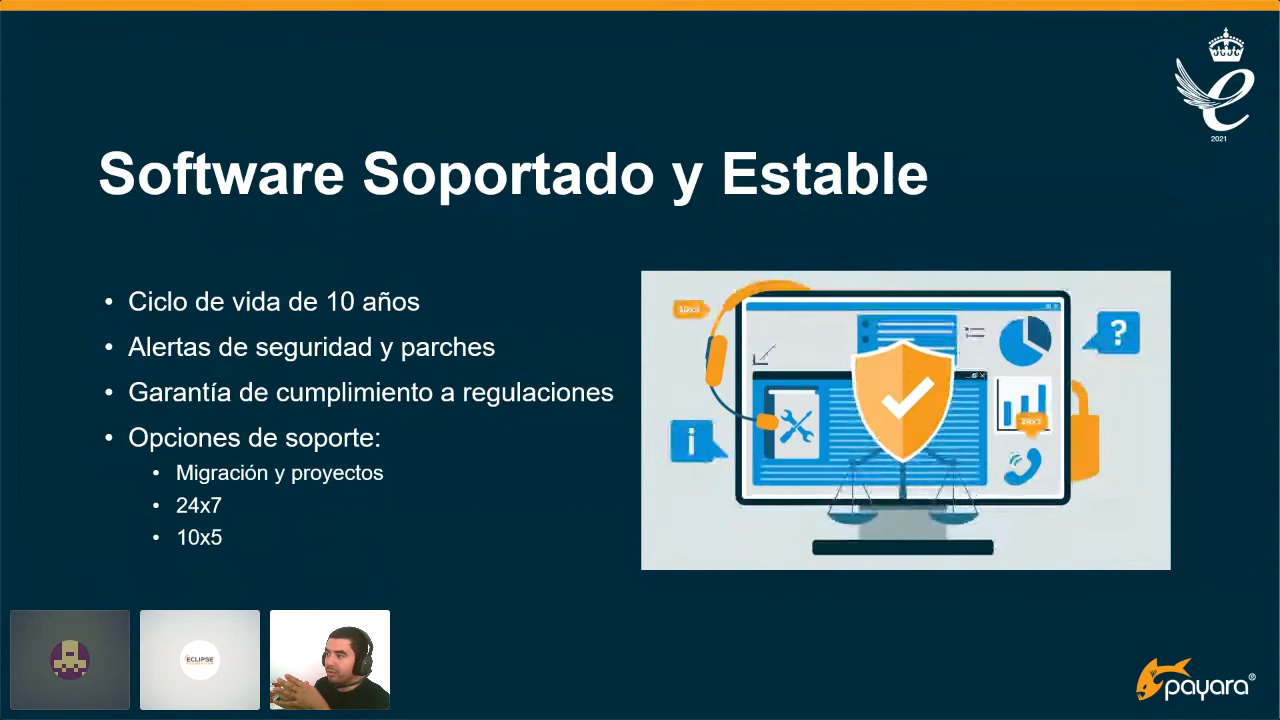 2021
Software Soportado y Estable
• Ciclo de vida de 10 años
• Alertas de seguridad y parches
• Garantía de cumplimiento a regulaciones
• Opciones de soporte:
• Migración y proyectos
• 24x7
• 10x5
?
i
ECLIPSE
payara®